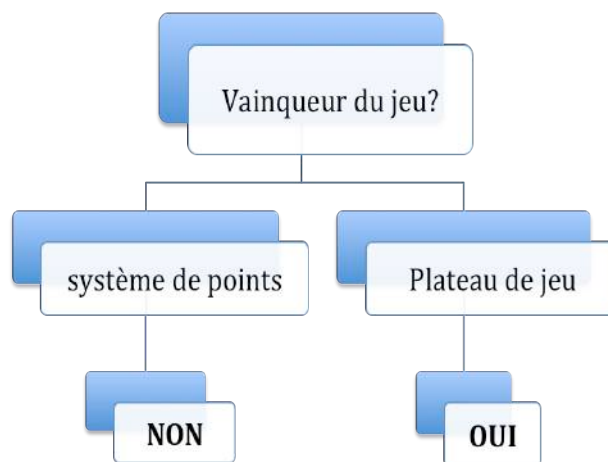 Vainqueur du jeu?
système de points
Plateau de jeu
NON
OUI